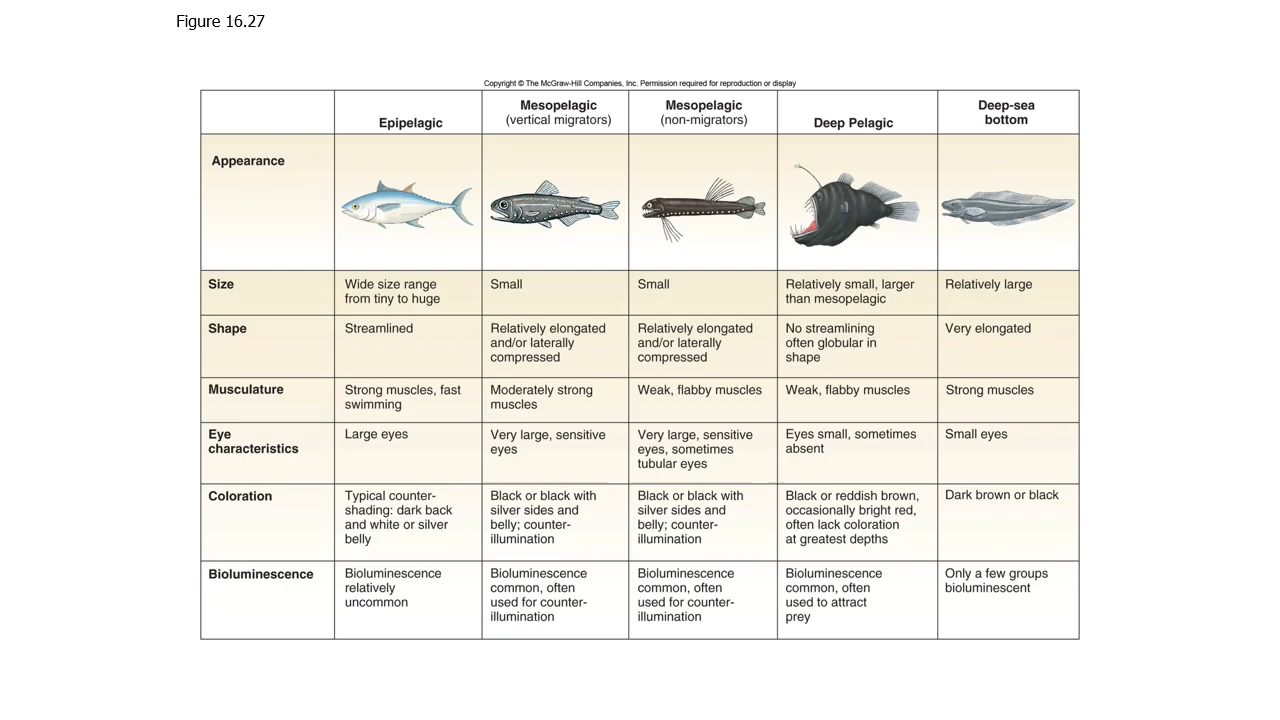 Figure 16.27
Copyright © The McGraw-Hill Companies, Inc. Permission required for reproduction or display
Epipelagic
Mesopelagic
(vertical migrators)
Mesopelagic
(non-migrators)
Deep Pelagic
Deep-sea
bottom
Appearance
Size
Wide size range
from tiny to huge
Small
Small
Relatively small, larger
than mesopelagic
Relatively large
Shape
Streamlined
Relatively elongated
and/or laterally
compressed
Relatively elongated
and/or laterally
compressed
No streamlining
often globular in
shape
Very elongated
Musculature
Strong muscles, fast
swimming
Moderately strong
muscles
Weak, flabby muscles
Weak, flabby muscles
Strong muscles
Eye
characteristics
Large eyes
Very large, sensitive
eyes
Very large, sensitive
eyes, sometimes
tubular eyes
Eyes small, sometimes
absent
Small eyes
Coloration
Typical counter-
shading: dark back
and white or silver
belly
Black or black with
silver sides and
belly; counter-
illumination
Black or black with
silver sides and
belly; counter-
illumination
Black or reddish brown,
occasionally bright red,
often lack coloration
at greatest depths
Dark brown or black
Bioluminescence
Bioluminescence
relatively
uncommon
Bioluminescence
common, often
used for counter-
illumination
Bioluminescence
common, often
used for counter-
illumination
Bioluminescence
common, often
used to attract
prey
Only a few groups
bioluminescent